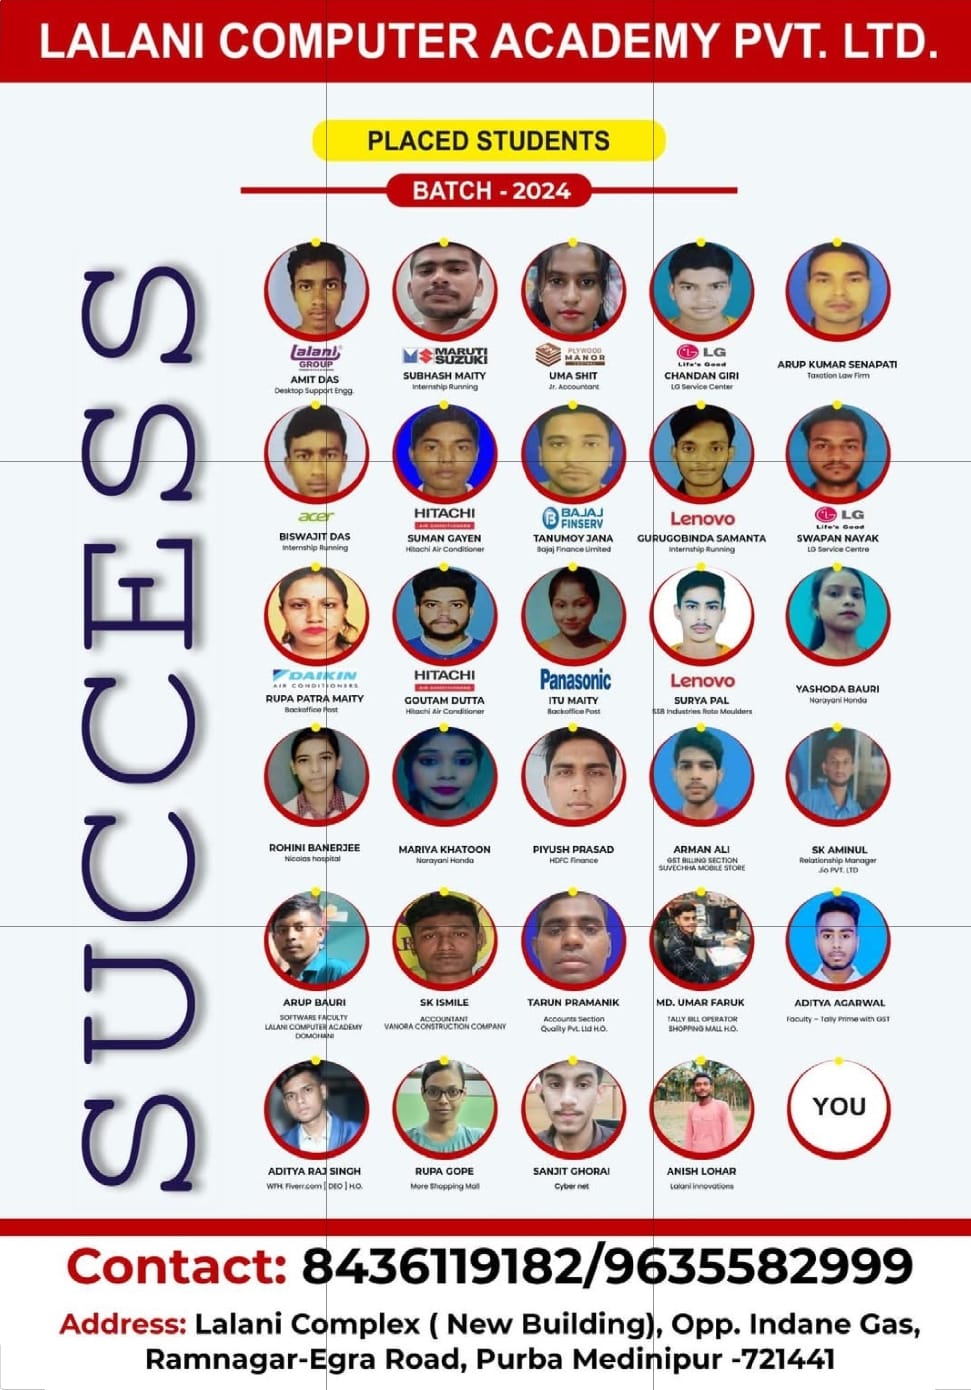 LALANI COMPUTER ACADEMY PVT. LTD.
PLACED STUDENTS
BATCH - 2024
SUCCESS
Lalani
GROUP
AMIT DAS
Desktop Support Engg.
MARUTI
SUZUKI
SUBHASH MAITY
Internship Running
PLYWOOD
MANOR
UMA SHIT
Jr. Accountant
LG
Life's Good
CHANDAN GIRI
LG Service Center
ARUP KUMAR SENAPATI
Taxation Law Firm
acer
BISWAJIT DAS
Internship Running
HITACHI
AIR CONDITIONERS
SUMAN GAYEN
Hitachi Air Conditioner
B BAJAJ
FINSERV
TANUMOY JANA
Bajaj Finance Limited
Lenovo
GURUGOBINDA SAMANTA
Internship Running
LG
Life's Good
SWAPAN NAYAK
LG Service Centre
DAIKIN
AIR CONDITIONERS
RUPA PATRA MAITY
Backoffice Post
HITACHI
AIR CONDITIONERS
GOUTAM DUTTA
Hitachi Air Conditioner
Panasonic
ITU MAITY
Backoffice Post
Lenovo
SURYA PAL
SSB Industries Roto Moulders
YASHODA BAURI
Narayani Honda
ROHINI BANERJEE
Nicolas hospital
MARIYA KHATOON
Narayani Honda
PIYUSH PRASAD
HDFC Finance
ARMAN ALI
GST BILLING SECTION
SUVECHHA MOBILE STORE
SK AMINUL
Relationship Manager
Jio PVT. LTD
ARUP BAURI
SOFTWARE FACULTY
LALANI COMPUTER ACADEMY
DOMOHANI
SK ISMILE
ACCOUNTANT
VANORA CONSTRUCTION COMPANY
TARUN PRAMANIK
Accounts Section
Quality Pvt. Ltd H.O.
MD. UMAR FARUK
TALLY BILL OPERATOR
SHOPPING MALL H.O.
ADITYA AGARWAL
Faculty – Tally Prime with GST
ADITYA RAJ SINGH
WFH. Fiverr.com [ DEO ] H.O.
RUPA GOPE
More Shopping Mall
SANJIT GHORAI
Cyber net
ANISH LOHAR
Lalani innovations
YOU
Contact: 8436119182/9635582999
Address: Lalani Complex ( New Building), Opp. Indane Gas,
Ramnagar-Egra Road, Purba Medinipur -721441